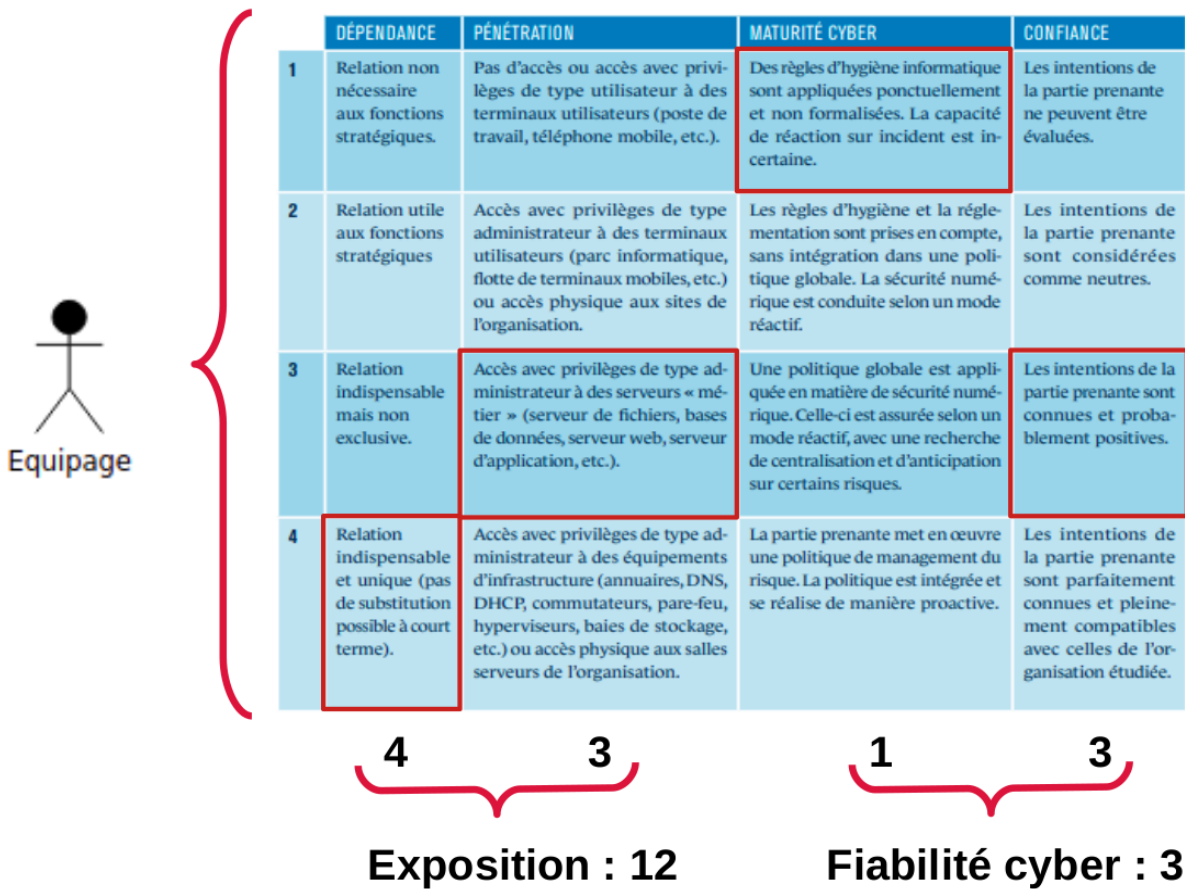 DÉPENDANCE PÉNÉTRATION MATURITÉ CYBER CONFIANCE
1
Relation non
nécessaire
aux fonctions
stratégiques.
Pas d’accès ou accès avec privi-
lèges de type utilisateur à des
terminaux utilisateurs (poste de
travail, téléphone mobile, etc.).
Des règles d’hygiène informatique
sont appliquées ponctuellement
et non formalisées. La capacité
de réaction sur incident est in-
certaine.
Les intentions de
la partie prenante
ne peuvent être
évaluées.
2
Relation utile
aux fonctions
stratégiques
Accès avec privilèges de type
administrateur à des terminaux
utilisateurs (parc informatique,
flotte de terminaux mobiles, etc.)
ou accès physique aux sites de
l’organisation.
Les règles d’hygiène et la régle-
mentation sont prises en compte,
sans intégration dans une poli-
tique globale. La sécurité numé-
rique est conduite selon un mode
réactif.
Les intentions de
la partie prenante
sont considérées
comme neutres.
3
Relation
indispensable
mais non
exclusive.
Accès avec privilèges de type ad-
ministrateur à des serveurs « mé-
tier » (serveur de fichiers, bases
de données, serveur web, serveur
d’application, etc.).
Une politique globale est appli-
quée en matière de sécurité numé-
rique. Celle-ci est assurée selon un
mode réactif, avec une recherche
de centralisation et d’anticipation
sur certains risques.
Les intentions de la
partie prenante sont
connues et proba-
blement positives.
4
Relation
indispensable
et unique (pas
de substitution
possible à court
terme).
Accès avec privilèges de type ad-
ministrateur à des équipements
d’infrastructure (annuaires, DNS,
DHCP, commutateurs, pare-feu,
hyperviseurs, baies de stockage,
etc.) ou accès physique aux salles
serveurs de l’organisation.
La partie prenante met en œuvre
une politique de management du
risque. La politique est intégrée et
se réalise de manière proactive.
Les intentions de
la partie prenante
sont parfaitement
connues et pleine-
ment compatibles
avec celles de l’or-
ganisation étudiée.
Equipage
4 3 1 3
Exposition : 12 Fiabilité cyber : 3